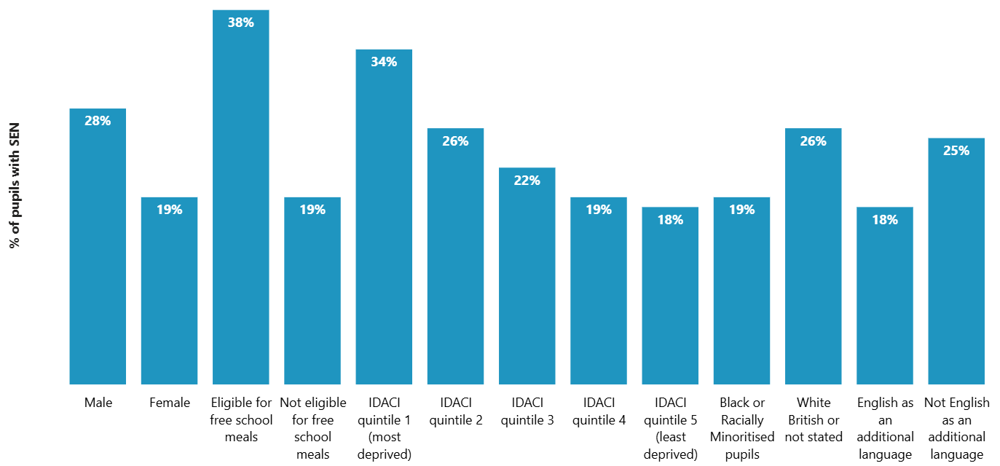 % of pupils with SEN
28%
19%
38%
19%
34%
26%
22%
19%
18%
19%
26%
18%
25%
Male
Female
Eligible for
free school
meals
Not eligible
for free
school
meals
IDACI
quintile 1
(most
deprived)
IDACI
quintile 2
IDACI
quintile 3
IDACI
quintile 4
IDACI
quintile 5
(least
deprived)
Black or
Racially
Minoritised
pupils
White
British or
not stated
English as
an
additional
language
Not English
as an
additional
language